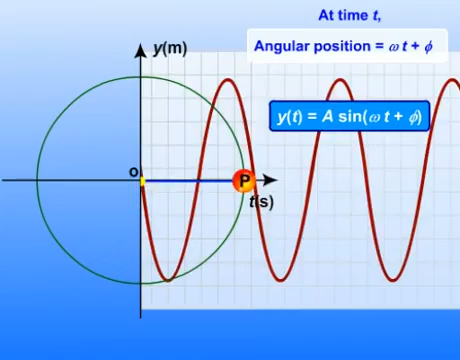 At time t,
Angular position = ω t + ϕ
y(m)
y(t) = A sin(ω t + ϕ)
o
P
t(s)